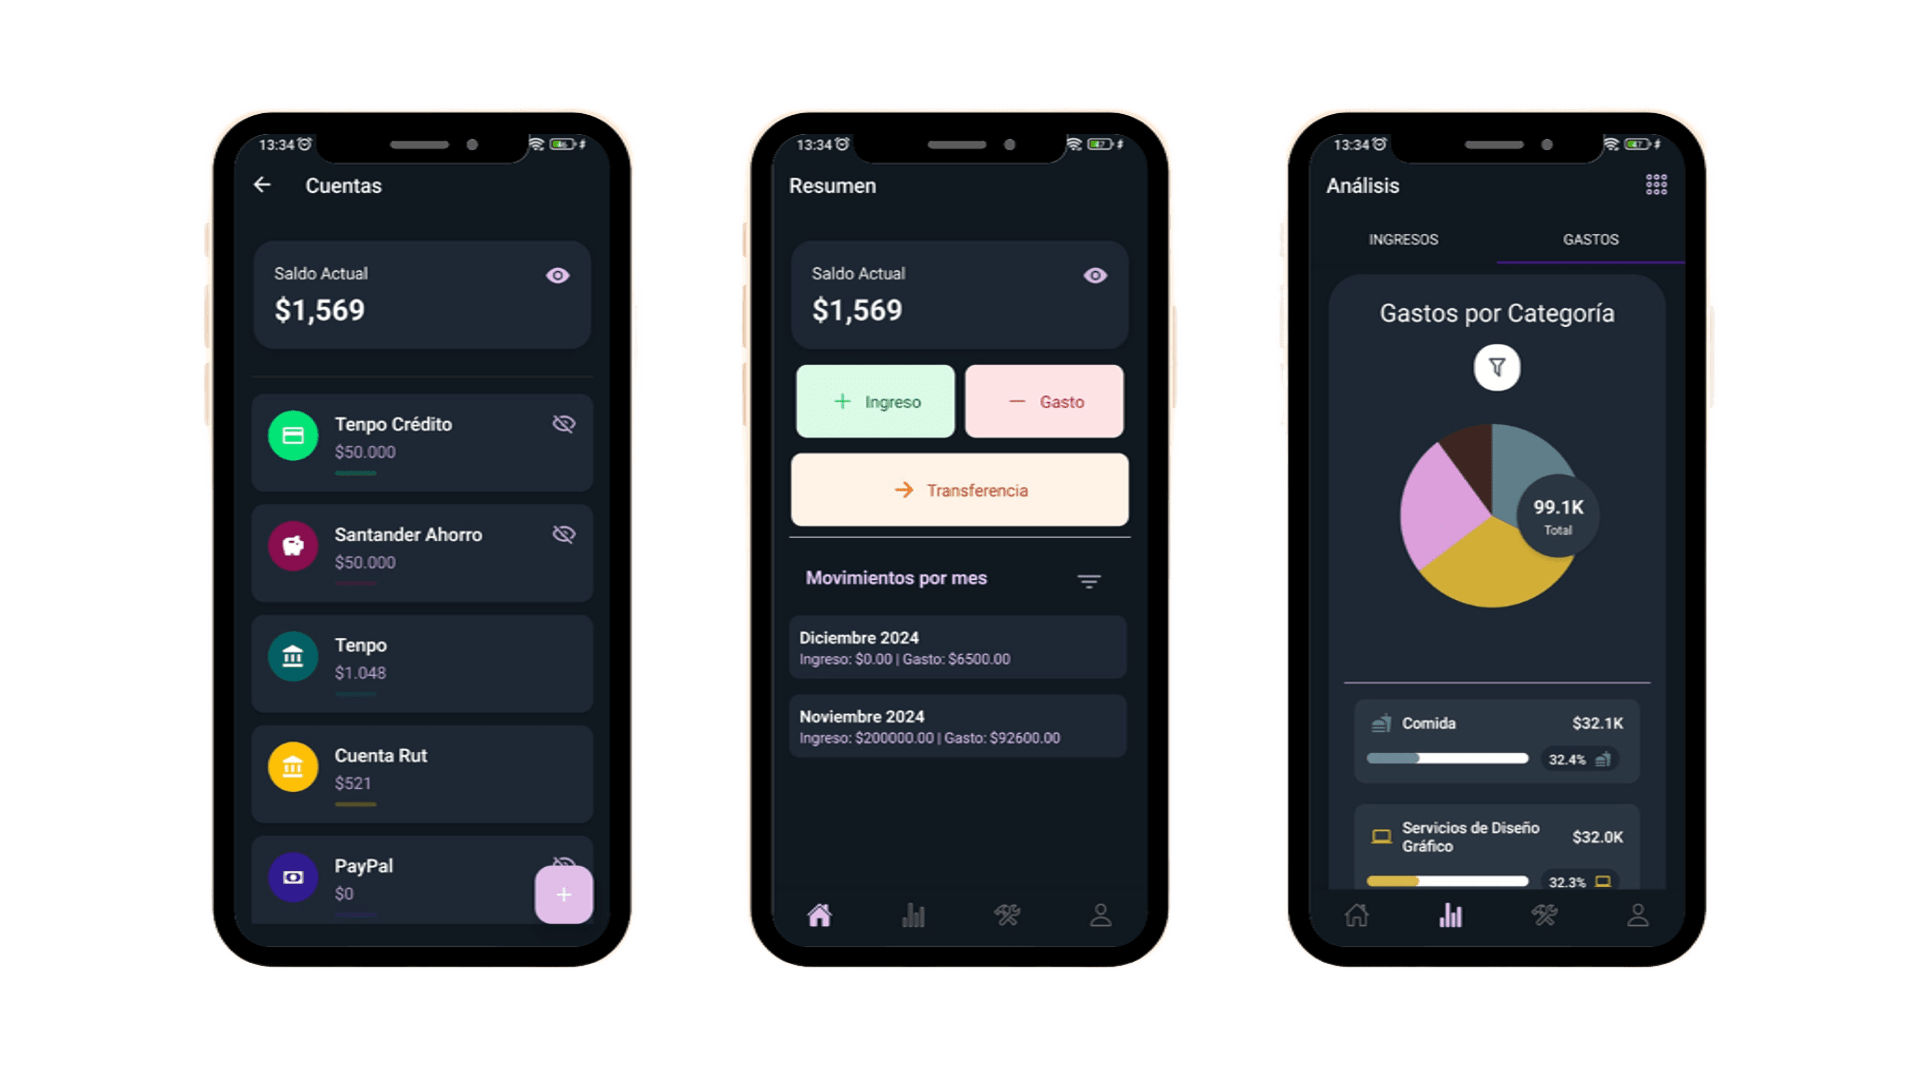 13:34
Cuentas
Saldo Actual
$1,569
Tenpo Crédito
$50.000
Santander Ahorro
$50.000
Tenpo
$1.048
Cuenta Rut
$521
PayPal
$0
+
13:34
Resumen
Saldo Actual
$1,569
+ Ingreso
— Gasto
→ Transferencia
Movimientos por mes
Diciembre 2024
Ingreso: $0.00 | Gasto: $6500.00
Noviembre 2024
Ingreso: $200000.00 | Gasto: $92600.00
13:34
Análisis
INGRESOS GASTOS
Gastos por Categoría
99.1K
Total
Comida $32.1K
32.4%
Servicios de Diseño
Gráfico $32.0K
32.3%